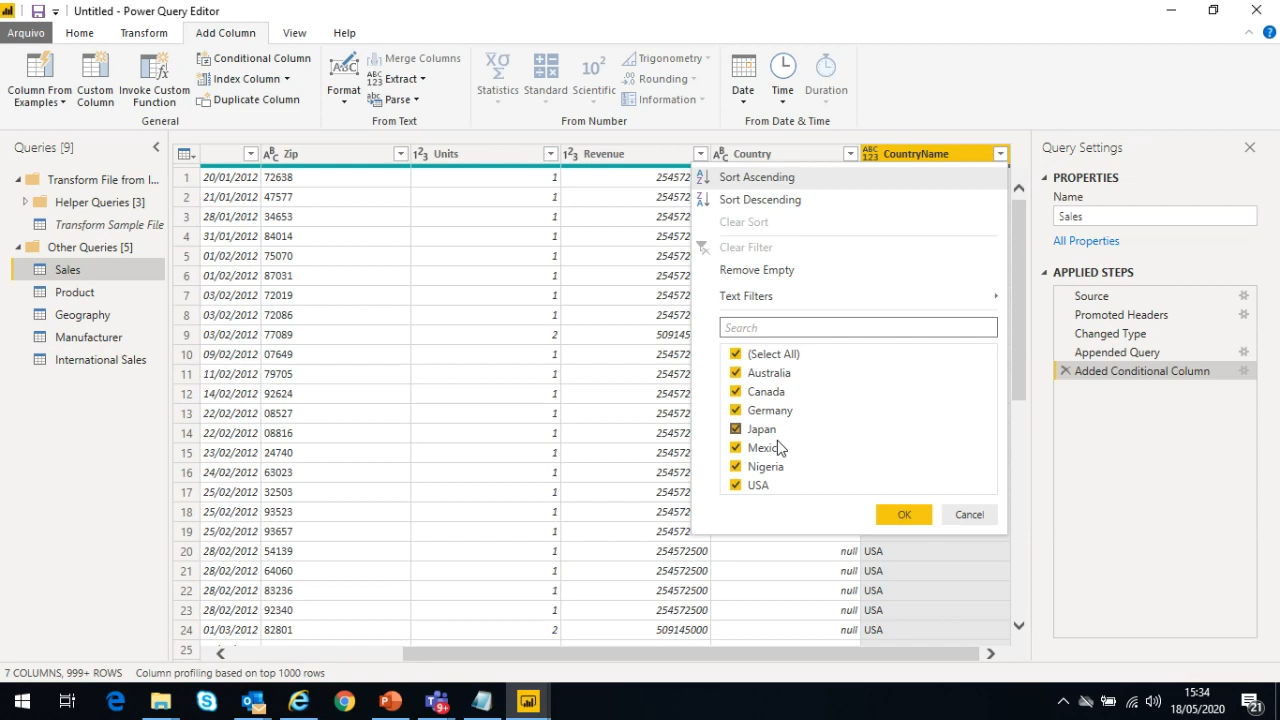 Untitled - Power Query Editor
Arquivo Home Transform Add Column View Help
Column From Examples
Custom Column
Invoke Custom Function
Conditional Column
Index Column
Duplicate Column
General
Format
Merge Columns
Extract
Parse
From Text
Statistics
Standard
Scientific
Trigonometry
Rounding
Information
From Number
Date
Time
Duration
From Date & Time
Queries [9]
Transform File from I...
Helper Queries [3]
Transform Sample File
Other Queries [5]
Sales
Product
Geography
Manufacturer
International Sales
Zip Units Revenue Country CountryName
1 20/01/2012 72638 1 254572
2 21/01/2012 47577 1 254572
3 28/01/2012 34653 1 254572
4 31/01/2012 84014 1 254572
5 01/02/2012 75070 1 254572
6 01/02/2012 87031 1 254572
7 03/02/2012 72019 1 254572
8 03/02/2012 72086 1 254572
9 03/02/2012 77089 2 509145
10 09/02/2012 07649 1 254572
11 11/02/2012 79705 1 254572
12 14/02/2012 92624 1 254572
13 22/02/2012 08527 1 254572
14 22/02/2012 08816 1 254572
15 23/02/2012 24740 1 254572
16 24/02/2012 63023 1 254572
17 25/02/2012 32503 1 254572
18 25/02/2012 93523 1 254572
19 25/02/2012 93657 1 254572
20 28/02/2012 54139 1 254572500 null USA
21 28/02/2012 64060 1 254572500 null USA
22 28/02/2012 83236 1 254572500 null USA
23 28/02/2012 92340 1 254572500 null USA
24 01/03/2012 82801 2 509145000 null USA
25
Sort Ascending
Sort Descending
Clear Sort
Clear Filter
Remove Empty
Text Filters
Search
(Select All)
Australia
Canada
Germany
Japan
Mexic
Nigeria
USA
OK Cancel
Query Settings
PROPERTIES
Name
Sales
All Properties
APPLIED STEPS
Source
Promoted Headers
Changed Type
Appended Query
Added Conditional Column
7 COLUMNS, 999+ ROWS Column profiling based on top 1000 rows
15:34
18/05/2020
21